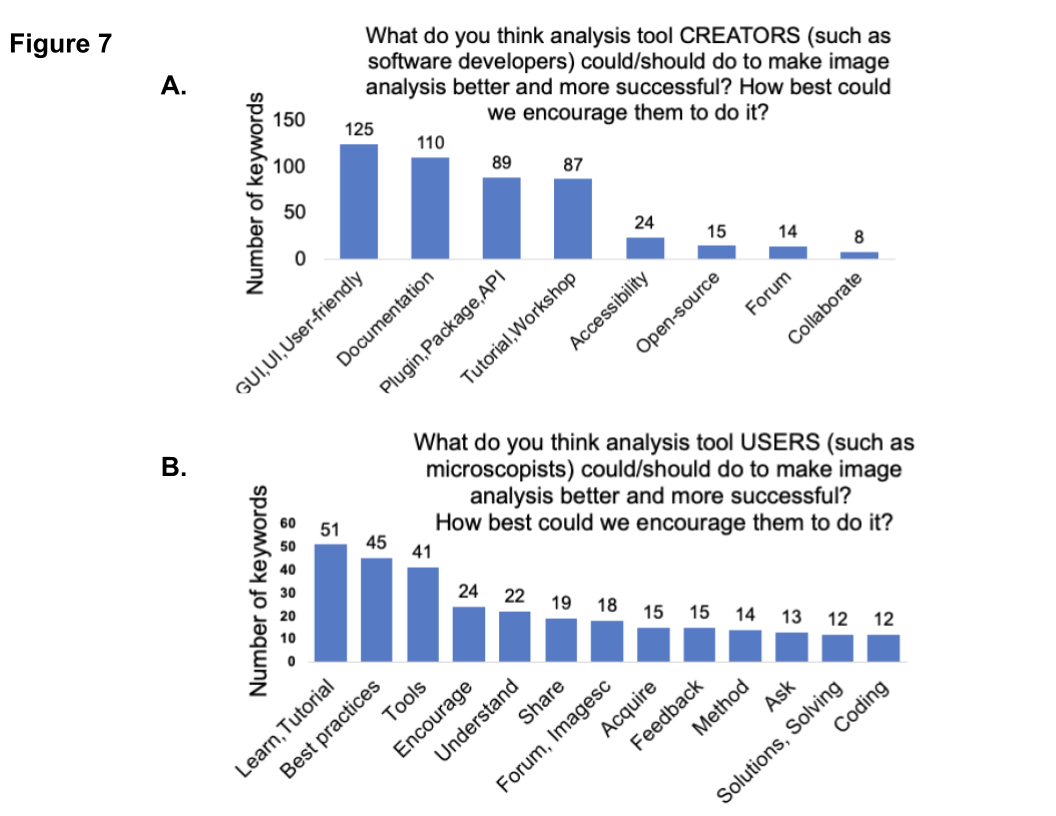 Figure 7
A.
What do you think analysis tool CREATORS (such as
software developers) could/should do to make image
analysis better and more successful? How best could
we encourage them to do it?
Number of keywords
150
100
50
0
125
110
89
87
24
15
14
8
GUI,UI,User-friendly
Documentation
Plugin,Package,API
Tutorial,Workshop
Accessibility
Open-source
Forum
Collaborate
B.
What do you think analysis tool USERS (such as
microscopists) could/should do to make image
analysis better and more successful?
How best could we encourage them to do it?
Number of keywords
60
50
40
30
20
10
0
51
45
41
24
22
19
18
15
15
14
13
12
12
Learn,Tutorial
Best practices
Tools
Encourage
Understand
Share
Forum, Imagesc
Acquire
Feedback
Method
Ask
Solutions, Solving
Coding